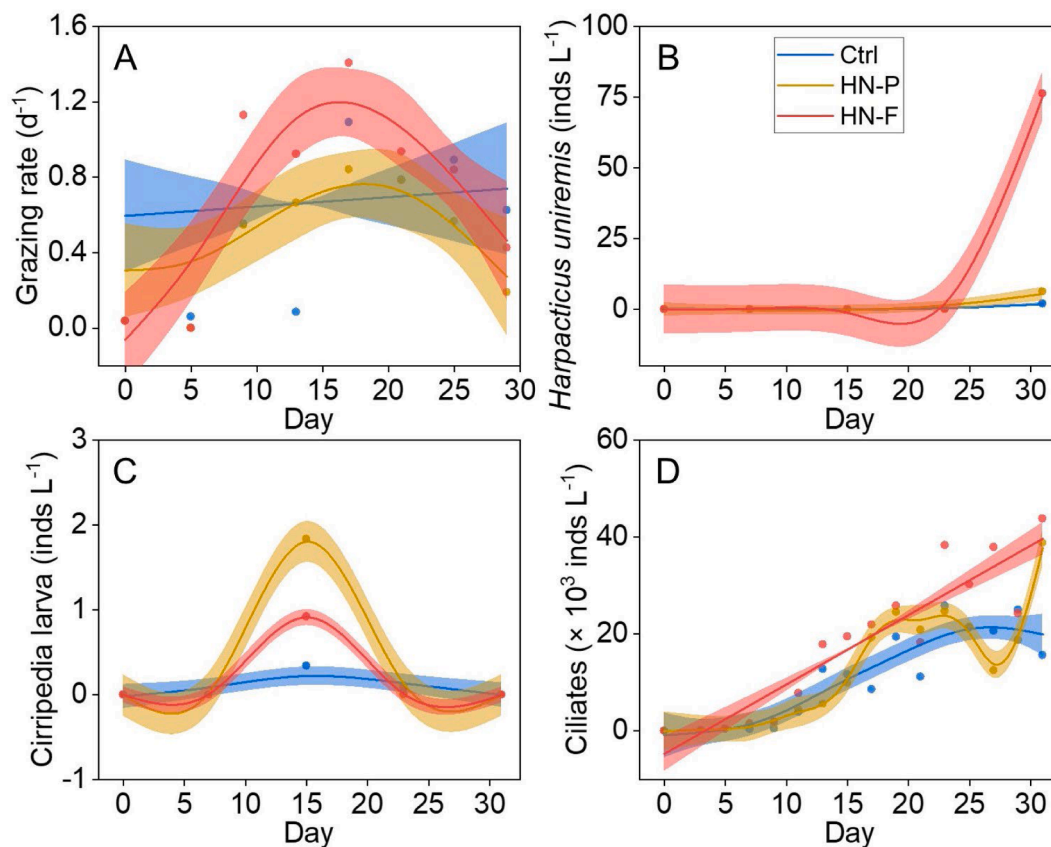 A
Grazing rate (d⁻¹)
1.6
1.2
0.8
0.4
0.0
0 5 10 15 20 25 30
Day
B
Harpacticus uniremis (inds L⁻¹)
100
75
50
25
0
Ctrl
HN-P
HN-F
0 5 10 15 20 25 30
Day
C
Cirripedia larva (inds L⁻¹)
3
2
1
0
-1
0 5 10 15 20 25 30
Day
D
Ciliates (× 10³ inds L⁻¹)
60
40
20
0
0 5 10 15 20 25 30
Day